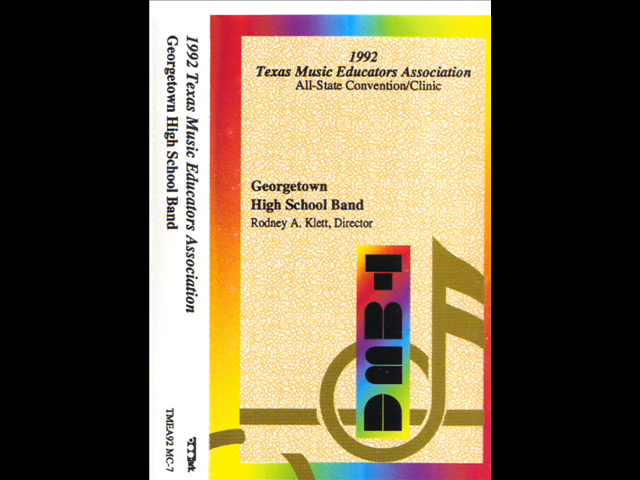 1992 Texas Music Educators Association
Georgetown High School Band
TMEA92 MC-7
1992
Texas Music Educators Association
All-State Convention/Clinic
Georgetown
High School Band
Rodney A. Klett, Director